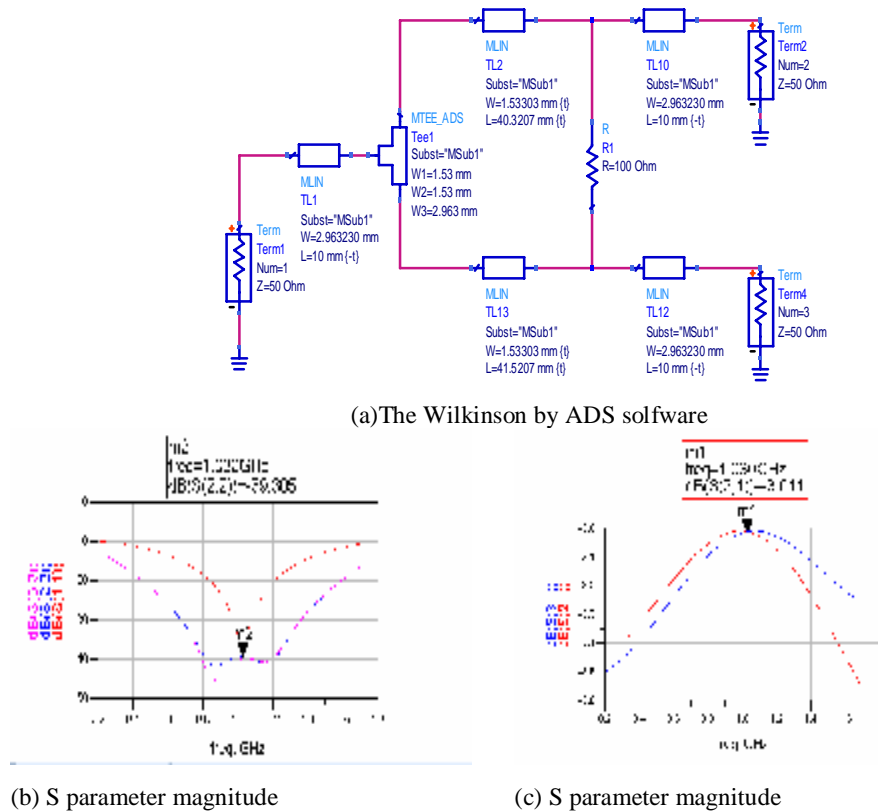 MLIN
TL2
Subst="MSub1"
W=1.53303 mm {t}
L=40.3207 mm {t}
MLIN
TL10
Subst="MSub1"
W=2.963230 mm
L=10 mm {-t}
Term
Term2
Num=2
Z=50 Ohm
MTEE_ADS
Tee1
Subst="MSub1"
W1=1.53 mm
W2=1.53 mm
W3=2.963 mm
R
R1
R=100 Ohm
MLIN
TL1
Subst="MSub1"
W=2.963230 mm
L=10 mm {-t}
Term
Term1
Num=1
Z=50 Ohm
MLIN
TL13
Subst="MSub1"
W=1.53303 mm {t}
L=41.5207 mm {t}
MLIN
TL12
Subst="MSub1"
W=2.963230 mm
L=10 mm {-t}
Term
Term4
Num=3
Z=50 Ohm
(a)The Wilkinson by ADS solfware
m2
m1
freq, GHz
(b) S parameter magnitude
(c) S parameter magnitude